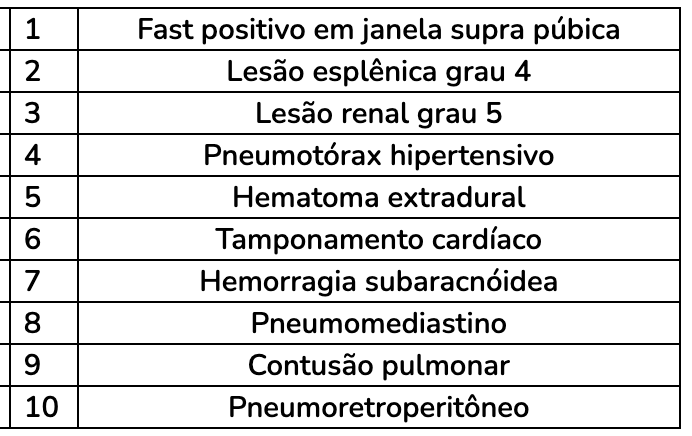 1 Fast positivo em janela supra púbica
2 Lesão esplênica grau 4
3 Lesão renal grau 5
4 Pneumotórax hipertensivo
5 Hematoma extradural
6 Tamponamento cardíaco
7 Hemorragia subaracnóidea
8 Pneumomediastino
9 Contusão pulmonar
10 Pneumoretroperitôneo